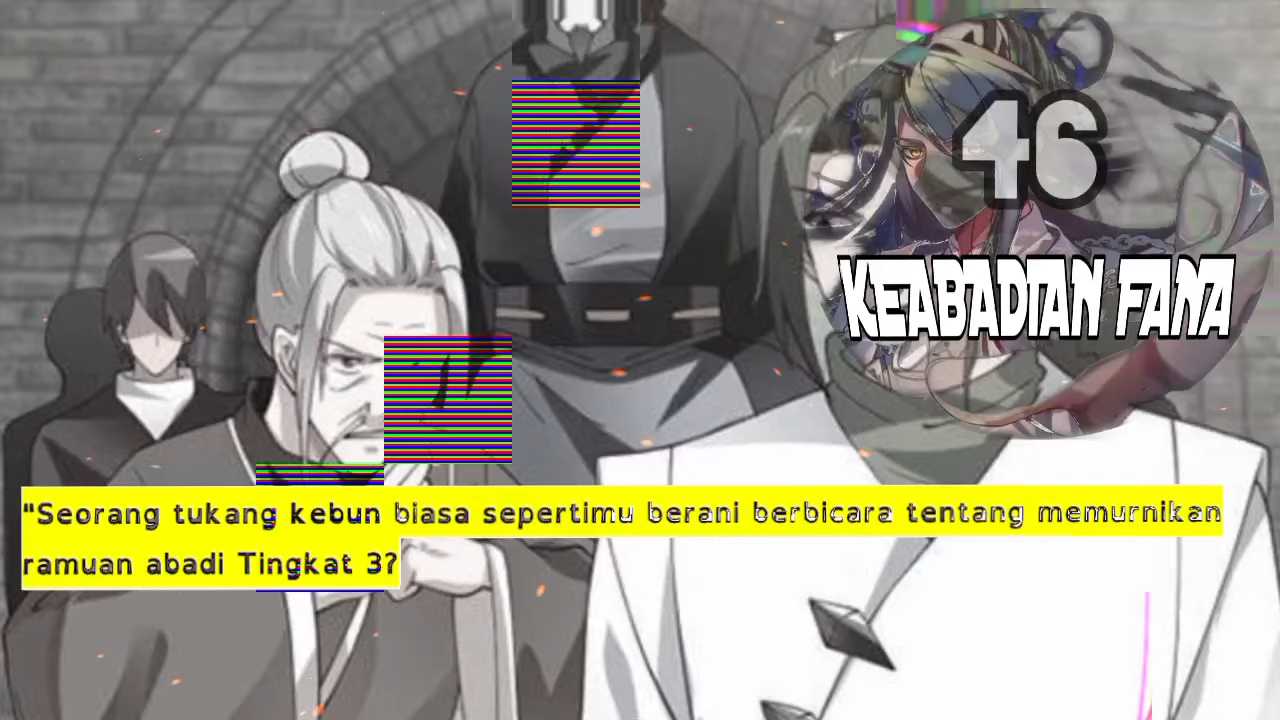 46
KEABADIAN FANA
"Seorang tukang kebun biasa sepertimu berani berbicara tentang memurnikan
ramuan abadi Tingkat 3?